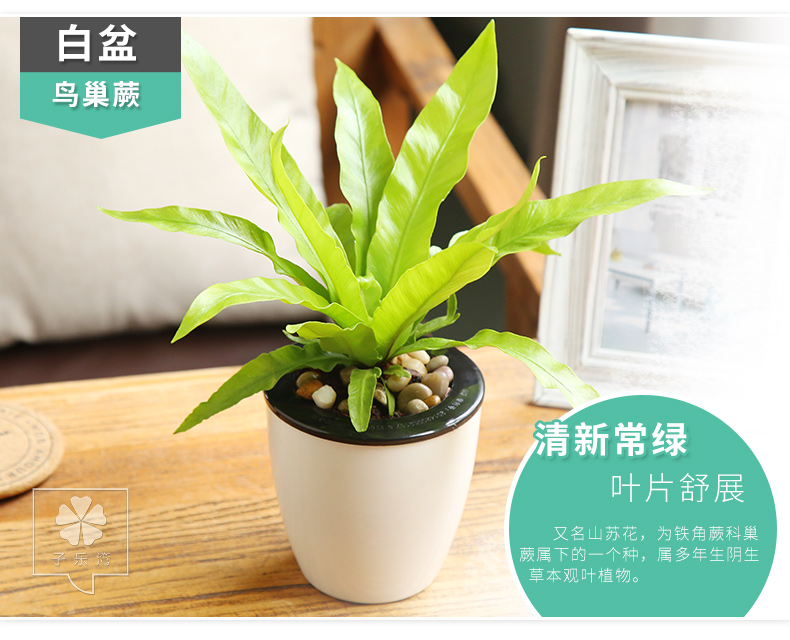 白盆
鸟巢蕨
清新常绿
叶片舒展
又名山苏花，为铁角蕨科巢
蕨属下的一个种，属多年生阴生
草本观叶植物。
子乐湾